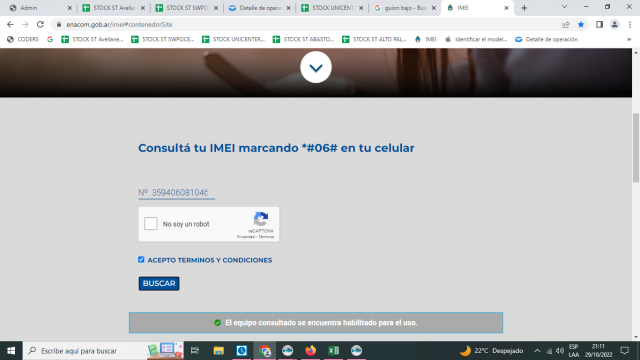 Admin
STOCK ST Avellane
STOCK ST SWPOC
Detalle de opera
STOCK UNICENTE
guion bajo - Bus
IMEI
enacom.gob.ar/imei#contenedorSite
CODERS
STOCK ST Avellane...
STOCK ST SWPOCE...
STOCK UNICENTER...
STOCK ST ABASTO...
STOCK ST ALTO PAL...
IMEI
Identificar el model...
Detalle de operación
Consultá tu IMEI marcando *#06# en tu celular
Nº 35940608104
No soy un robot
reCAPTCHA
Privacidad - Términos
ACEPTO TERMINOS Y CONDICIONES
BUSCAR
El equipo consultado se encuentra habilitado para el uso.
Escribe aquí para buscar
22°C Despejado
ESP
LAA
21:11
29/10/2022